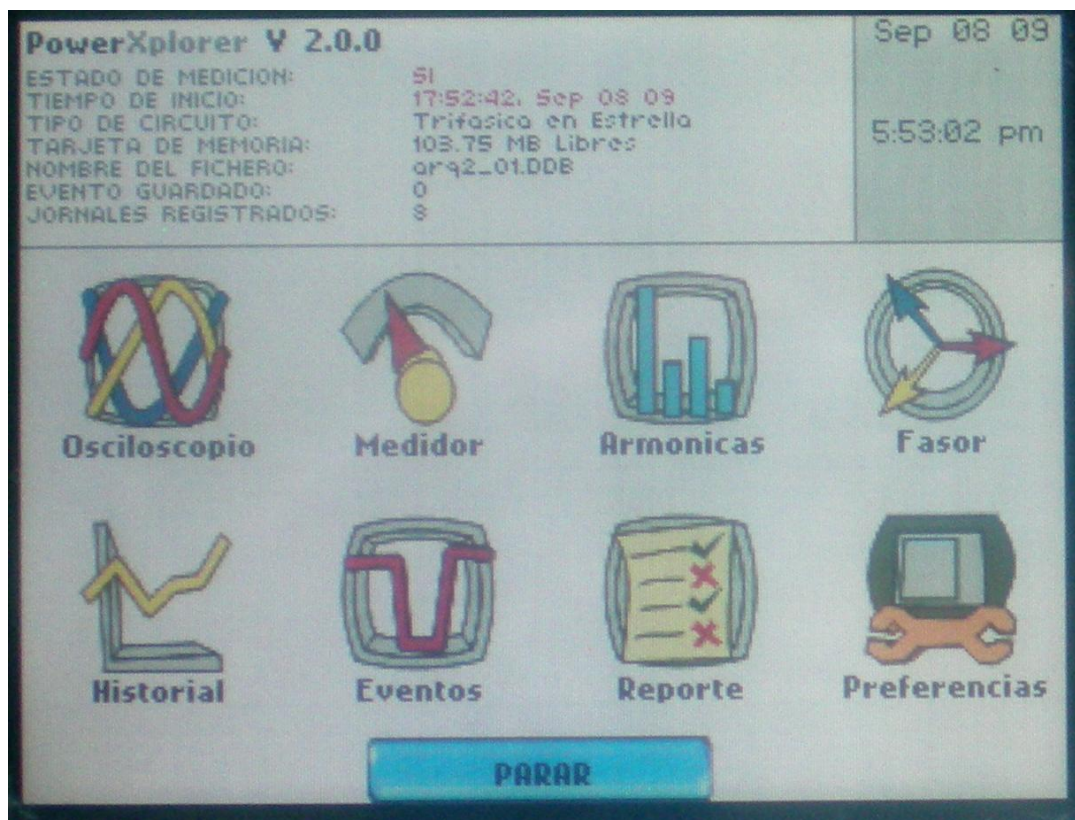 PowerXplorer V 2.0.0
ESTADO DE MEDICION: SI
TIEMPO DE INICIO: 17:52:42, Sep 08 09
TIPO DE CIRCUITO: Trifasica en Estrella
TARJETA DE MEMORIA: 103.75 MB Libres
NOMBRE DEL FICHERO: arq2_01.DDB
EVENTO GUARDADO: 0
JORNALES REGISTRADOS: 8
Sep 08 09
5:53:02 pm
Osciloscopio Medidor Armonicas Fasor
Historial Eventos Reporte Preferencias
PARAR